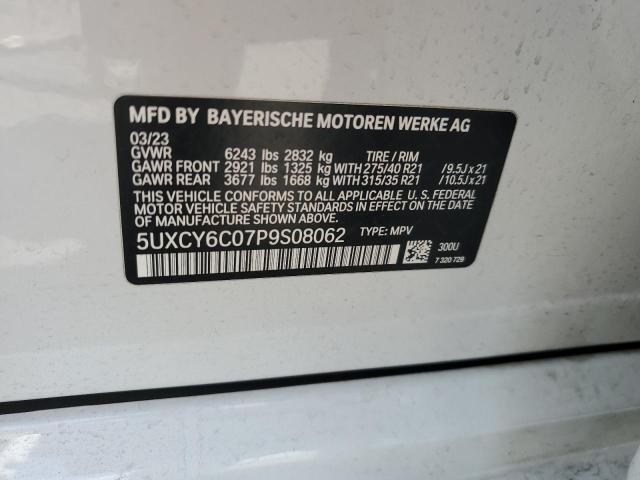 MFD BY BAYERISCHE MOTOREN WERKE AG
03/23
GVWR 6243 lbs 2832 kg TIRE / RIM
GAWR FRONT 2921 lbs 1325 kg WITH 275/40 R21 / 9.5J x 21
GAWR REAR 3677 lbs 1668 kg WITH 315/35 R21 / 10.5J x 21
THIS VEHICLE CONFORMS TO ALL APPLICABLE U. S. FEDERAL
MOTOR VEHICLE SAFETY STANDARDS IN EFFECT ON THE DATE
OF MANUFACTURE SHOWN ABOVE.
5UXCY6C07P9S08062 TYPE: MPV
300U
7 320 729